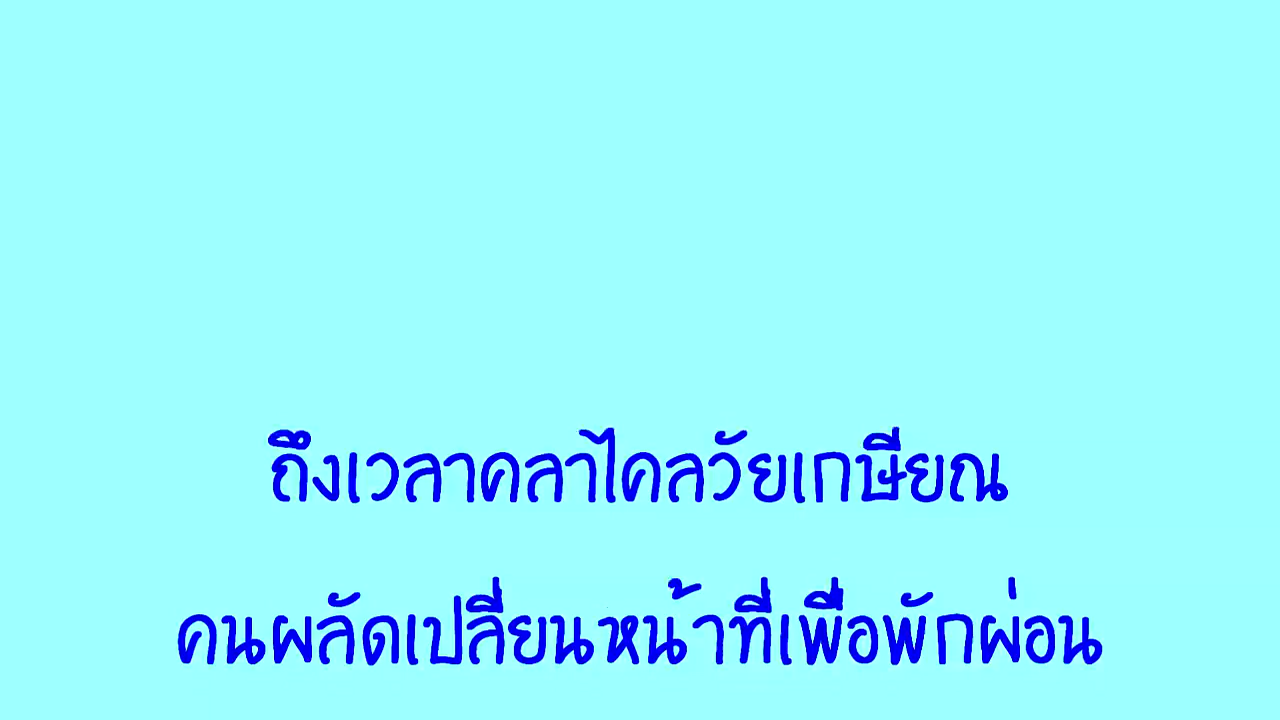 ถึงเวลาคลาไคลวัยเกษียณ
คนผลัดเปลี่ยนหน้าที่เพื่อพักผ่อน